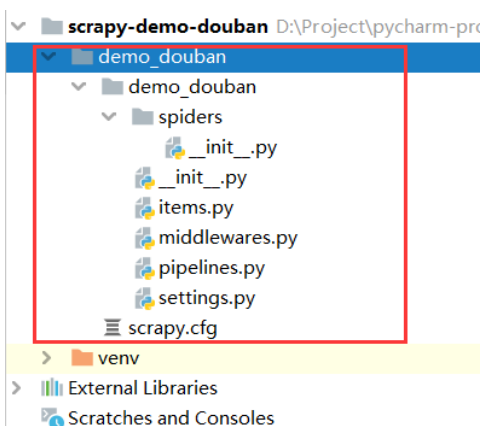 scrapy-demo-douban D:\Project\pycharm-pro
demo_douban
demo_douban
spiders
__init__.py
__init__.py
items.py
middlewares.py
pipelines.py
settings.py
scrapy.cfg
venv
External Libraries
Scratches and Consoles